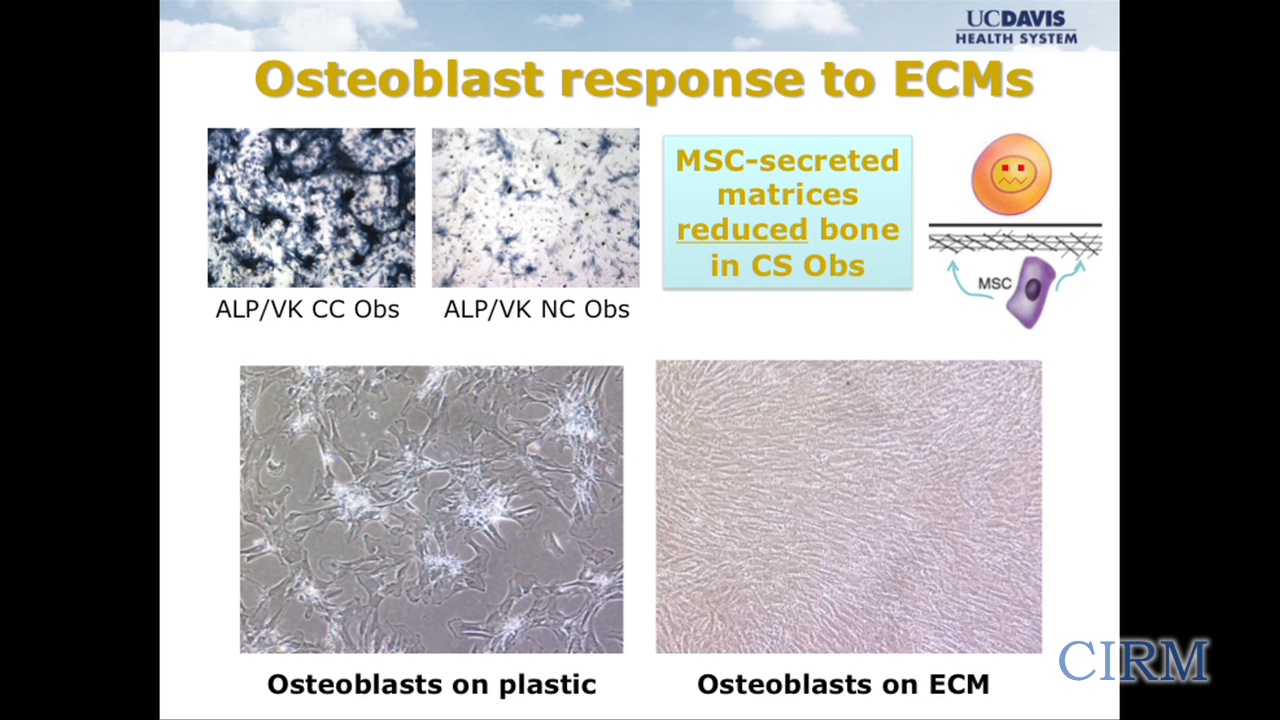 UCDAVIS
HEALTH SYSTEM
Osteoblast response to ECMs
MSC-secreted
matrices
reduced bone
in CS Obs
MSC
ALP/VK CC Obs
ALP/VK NC Obs
Osteoblasts on plastic
Osteoblasts on ECM
CIRM